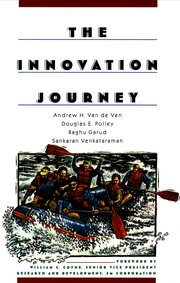 THE
INNOVATION
JOURNEY
Andrew H. Van de Ven
Douglas E. Polley
Raghu Garud
Sankaran Venkataraman
FOREWORD BY
WILLIAM E. COYNE, SENIOR VICE PRESIDENT
RESEARCH AND DEVELOPMENT, 3M CORPORATION